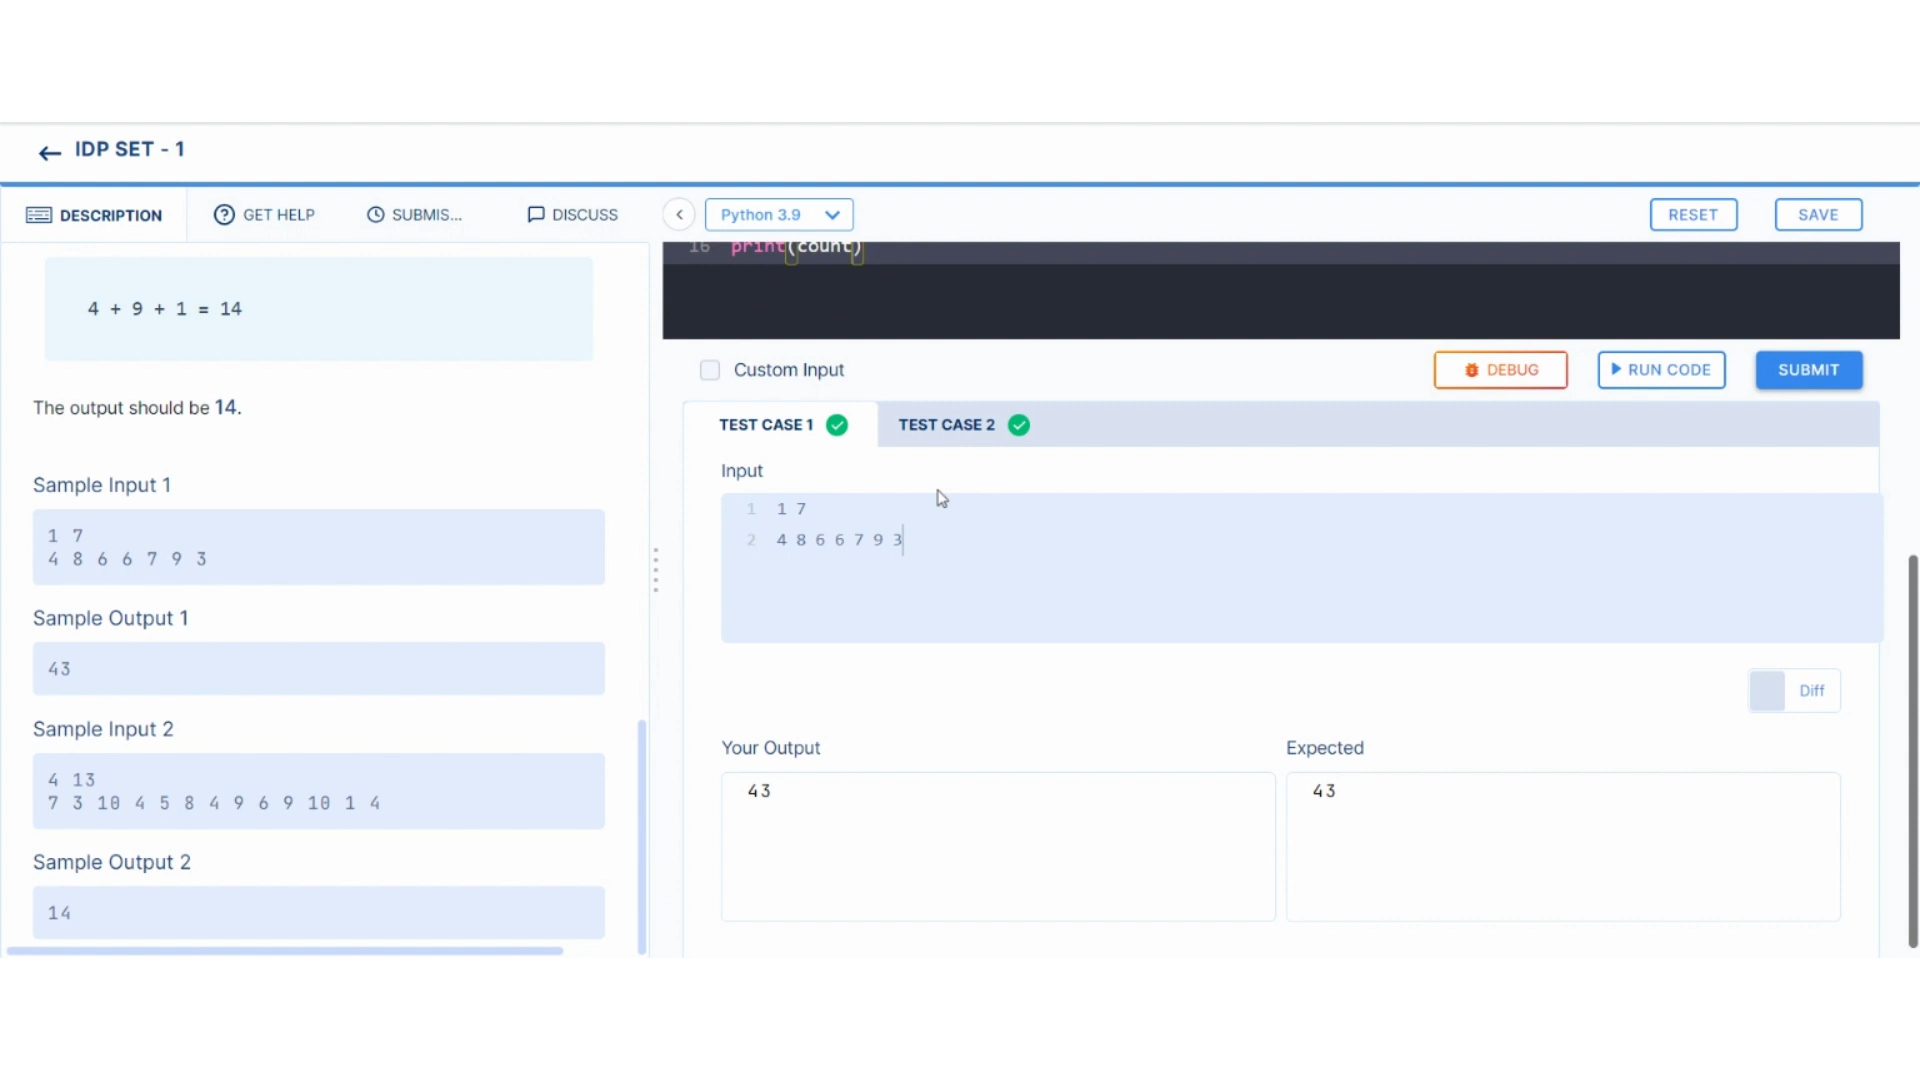 IDP SET - 1
DESCRIPTION
GET HELP
SUBMIS...
DISCUSS
Python 3.9
RESET
SAVE
4 + 9 + 1 = 14
The output should be 14.
Sample Input 1
1 7
4 8 6 6 7 9 3
Sample Output 1
43
Sample Input 2
4 13
7 3 10 4 5 8 4 9 6 9 10 1 4
Sample Output 2
14
16 print(count)
Custom Input
DEBUG
RUN CODE
SUBMIT
TEST CASE 1
TEST CASE 2
Input
1 1 7
2 4 8 6 6 7 9 3
Diff
Your Output
Expected
43
43